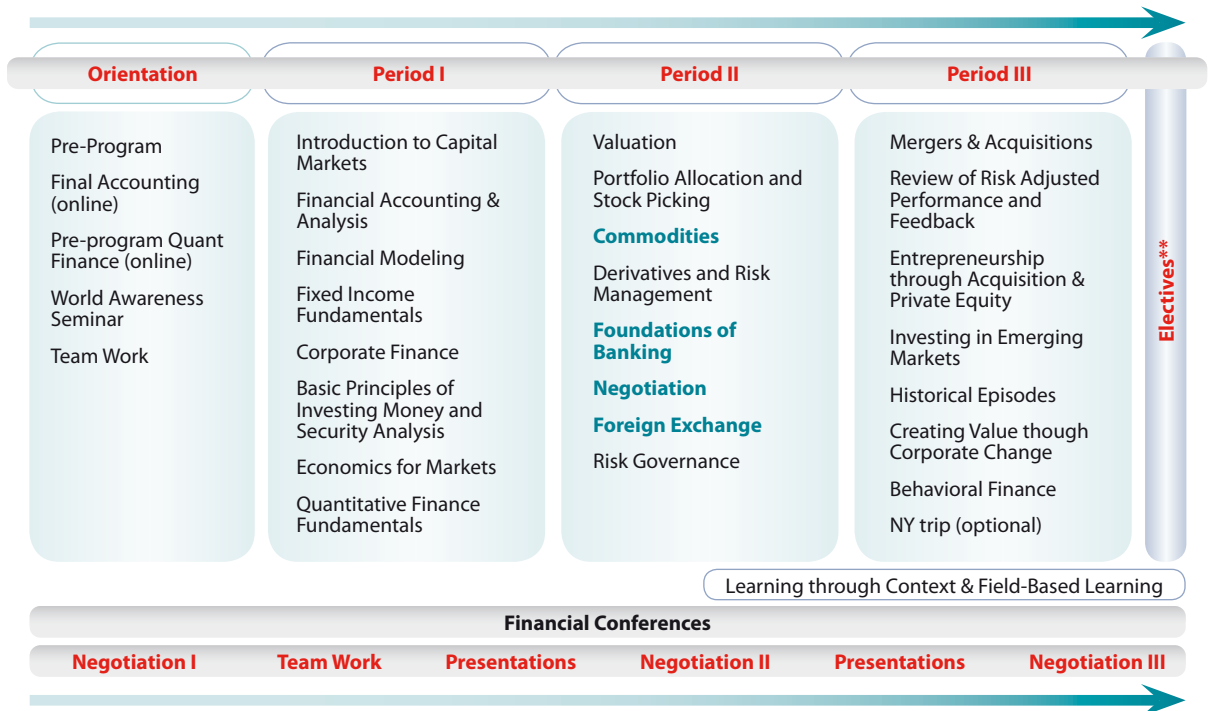 Orientation
Period I
Period II
Period III
Pre-Program
Final Accounting
(online)
Pre-program Quant
Finance (online)
World Awareness
Seminar
Team Work
Introduction to Capital
Markets
Financial Accounting &
Analysis
Financial Modeling
Fixed Income
Fundamentals
Corporate Finance
Basic Principles of
Investing Money and
Security Analysis
Economics for Markets
Quantitative Finance
Fundamentals
Valuation
Portfolio Allocation and
Stock Picking
Commodities
Derivatives and Risk
Management
Foundations of
Banking
Negotiation
Foreign Exchange
Risk Governance
Mergers & Acquisitions
Review of Risk Adjusted
Performance and
Feedback
Entrepreneurship
through Acquisition &
Private Equity
Investing in Emerging
Markets
Historical Episodes
Creating Value though
Corporate Change
Behavioral Finance
NY trip (optional)
Electives**
Learning through Context & Field-Based Learning
Financial Conferences
Negotiation I
Team Work
Presentations
Negotiation II
Presentations
Negotiation III